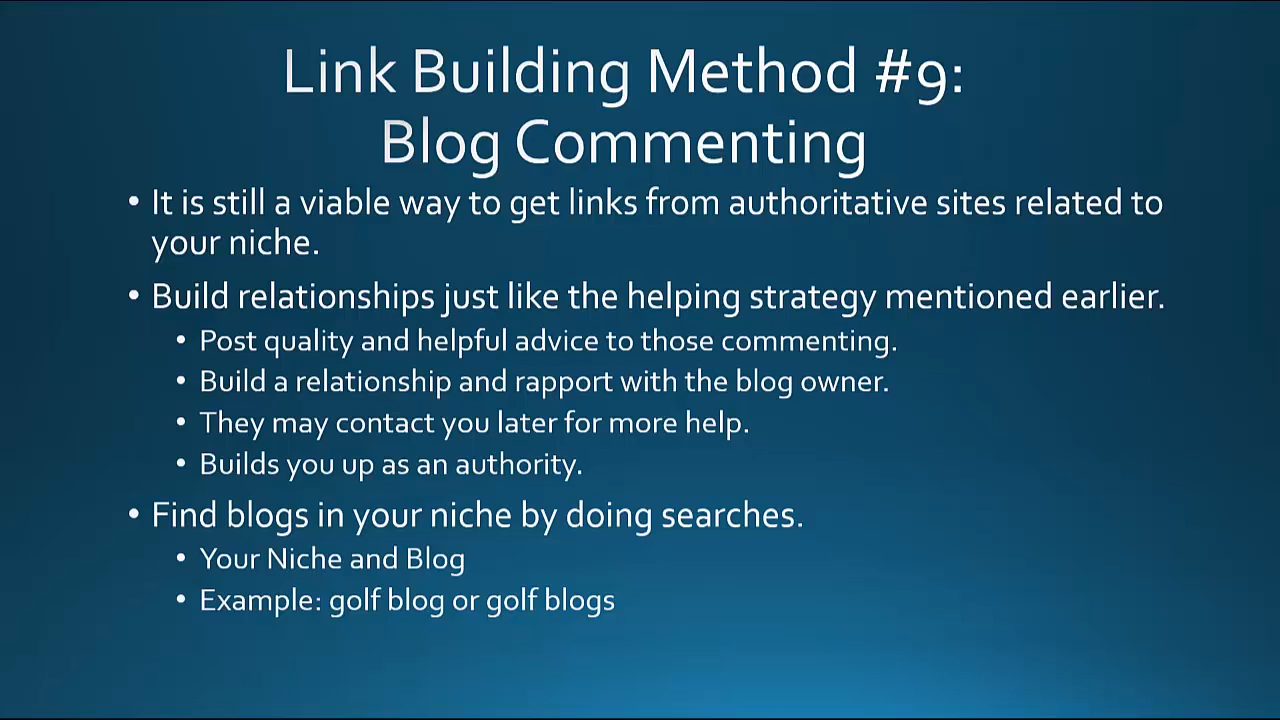 Link Building Method #9:
Blog Commenting
• It is still a viable way to get links from authoritative sites related to
your niche.
• Build relationships just like the helping strategy mentioned earlier.
• Post quality and helpful advice to those commenting.
• Build a relationship and rapport with the blog owner.
• They may contact you later for more help.
• Builds you up as an authority.
• Find blogs in your niche by doing searches.
• Your Niche and Blog
• Example: golf blog or golf blogs